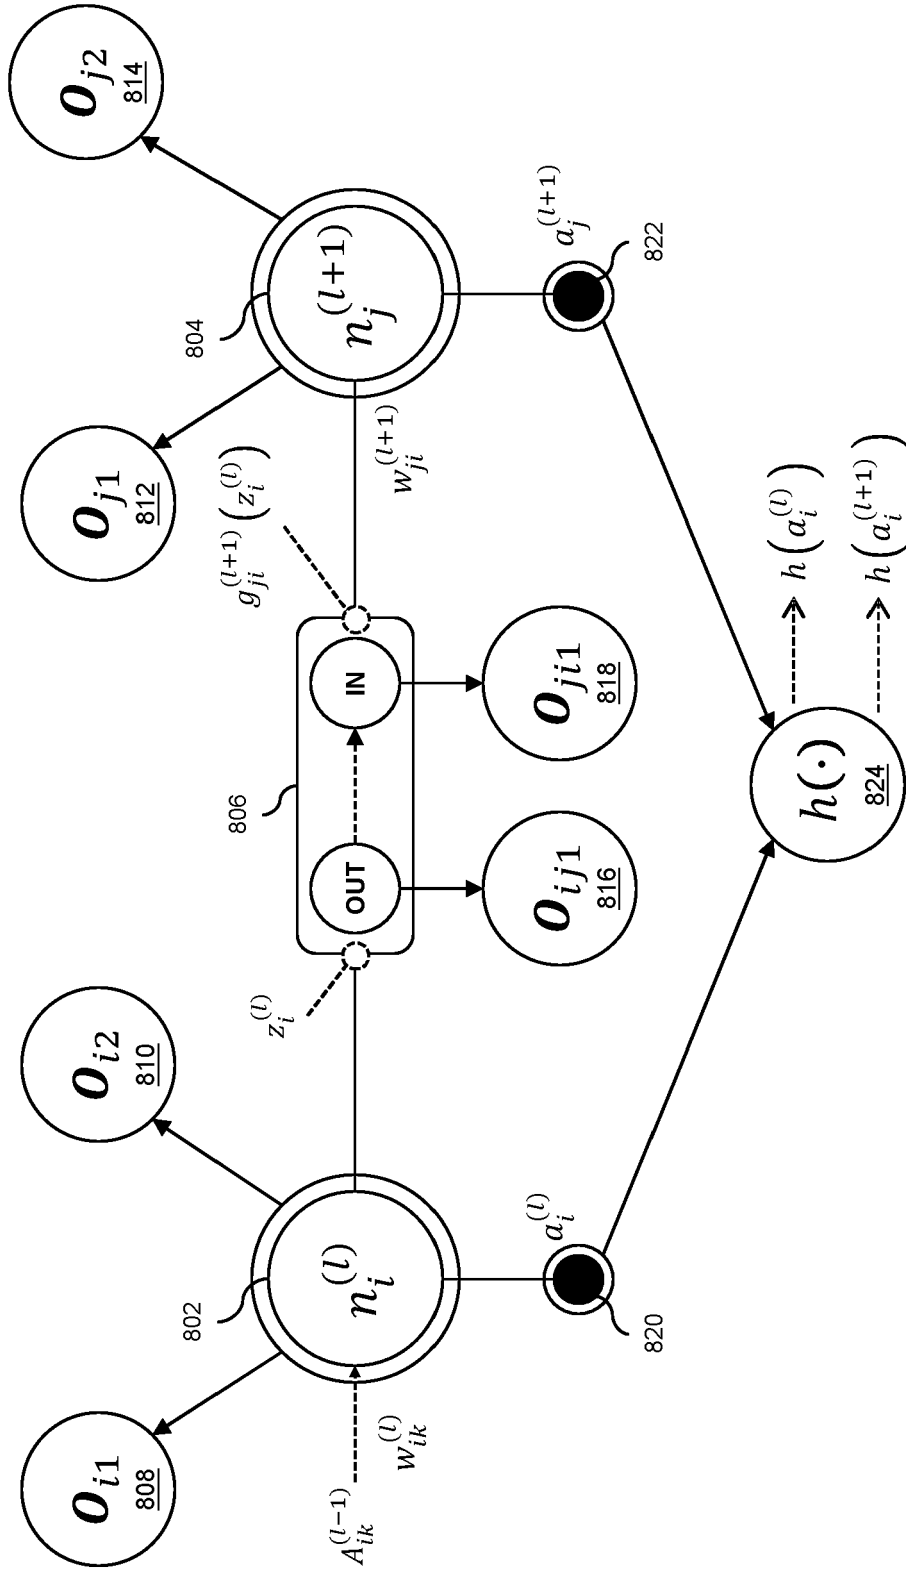 O_{i1}
808
O_{i2}
810
O_{j1}
812
O_{j2}
814
802
804
A_{ik}^{(l-1)}
w_{ik}^{(l)}
n_i^{(l)}
z_i^{(l)}
806
OUT
IN
g_{ji}^{(l+1)}(z_i^{(l)})
w_{ji}^{(l+1)}
n_j^{(l+1)}
O_{ij1}
816
O_{ji1}
818
a_i^{(l)}
820
a_j^{(l+1)}
822
h(·)
824
h(a_i^{(l)})
h(a_i^{(l+1)})